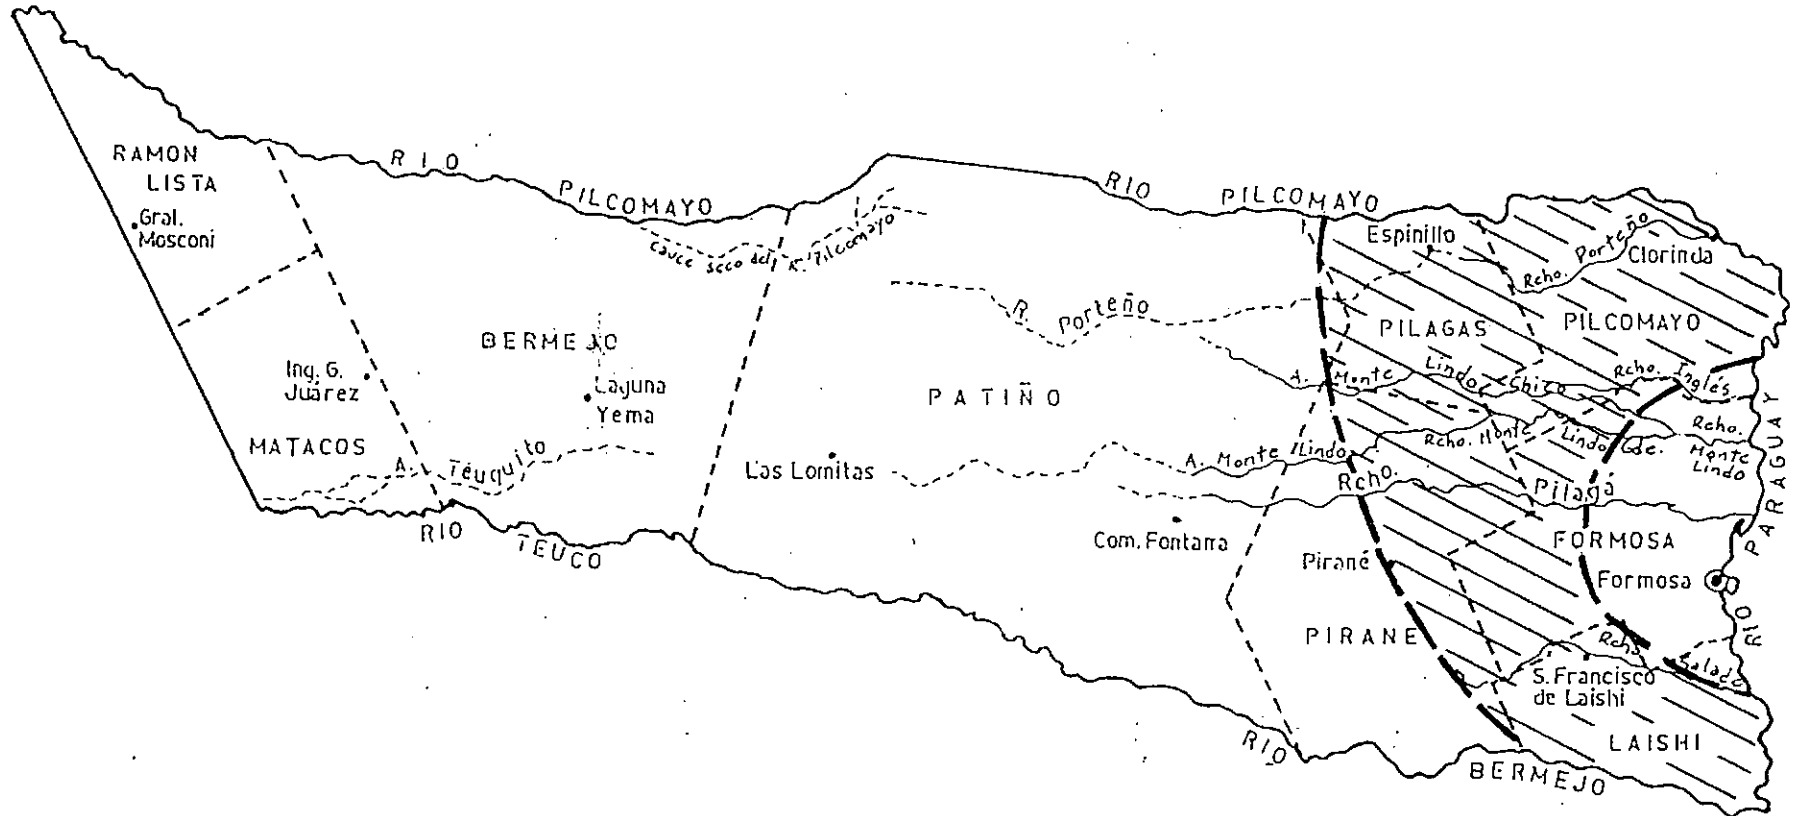 RAMON
LISTA
Gral.
Mosconi
RIO
PILCOMAYO
cauce seco del R. Pilcomayo
RIO
PILCOMAYO
Espinillo
Rcho. Porteño
Clorinda
PILAGAS
PILCOMAYO
R. Porteño
BERMEJO
Ing. G.
Juárez
Laguna
Yema
PATIÑO
A. Monte Lindo Chico
Rcho. Inglés
MATACOS
A. Teuquito
Las Lomitas
A. Monte Lindo
Rcho. Monte Lindo Gde.
Rcho.
Monte
Lindo
Rcho. Pilagá
RIO
TEUCO
Com. Fontana
Pirané
FORMOSA
Formosa
RIO PARAGUAY
PIRANE
Rcho. Salado
S. Francisco
de Laishi
LAISHI
RIO
BERMEJO